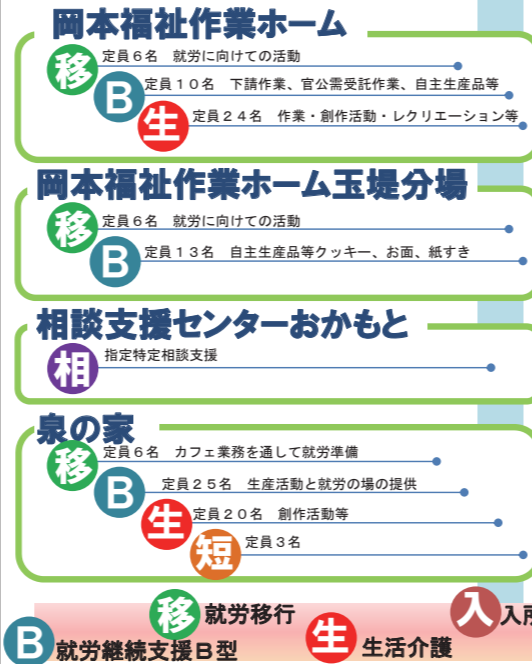 岡本福祉作業ホーム
移 定員6名 就労に向けての活動
B 定員10名 下請作業、官公需受託作業、自主生産品等
生 定員24名 作業・創作活動・レクリエーション等
岡本福祉作業ホーム玉堤分場
移 定員6名 就労に向けての活動
B 定員13名 自主生産品等クッキー、お面、紙すき
相談支援センターおかもと
相 指定特定相談支援
泉の家
移 定員6名 カフェ業務を通して就労準備
B 定員25名 生産活動と就労の場の提供
生 定員20名 創作活動等
短 定員3名
移 就労移行
入 入所
B 就労継続支援B型
生 生活介護